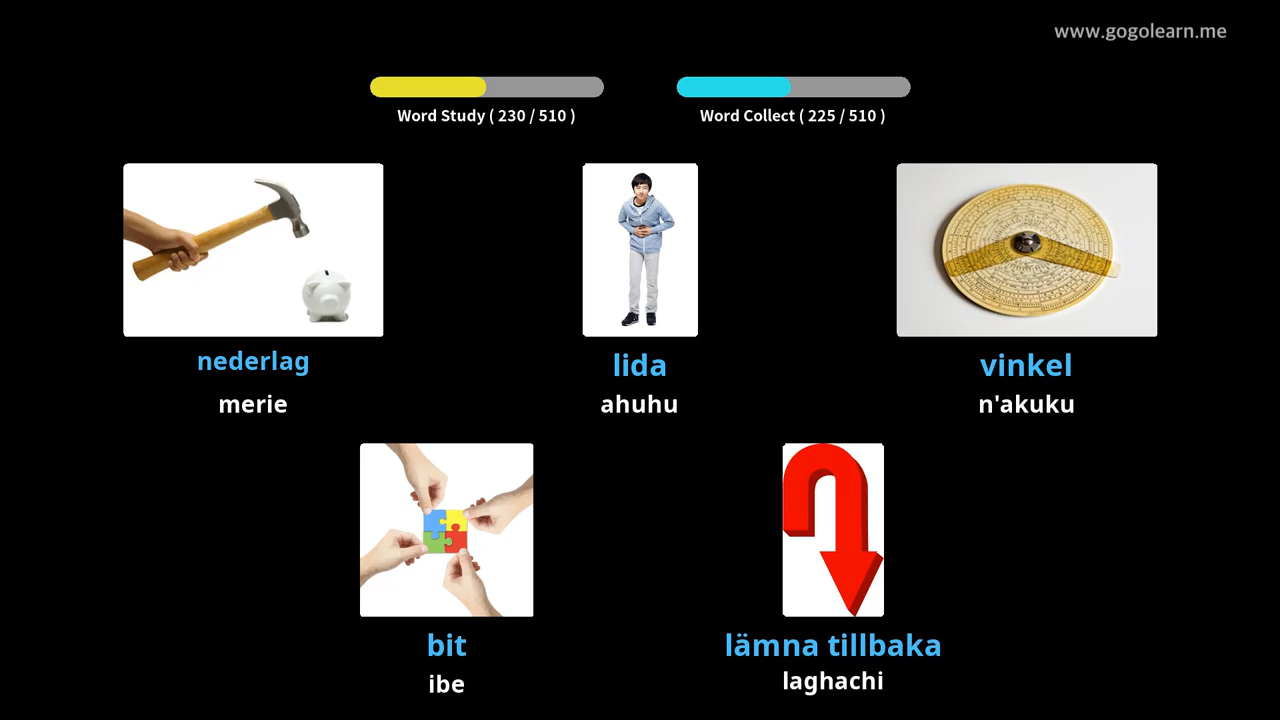 www.gogolearn.me
Word Study ( 230 / 510 )
Word Collect ( 225 / 510 )
nederlag
merie
lida
ahuhu
vinkel
n'akuku
bit
ibe
lämna tillbaka
laghachi